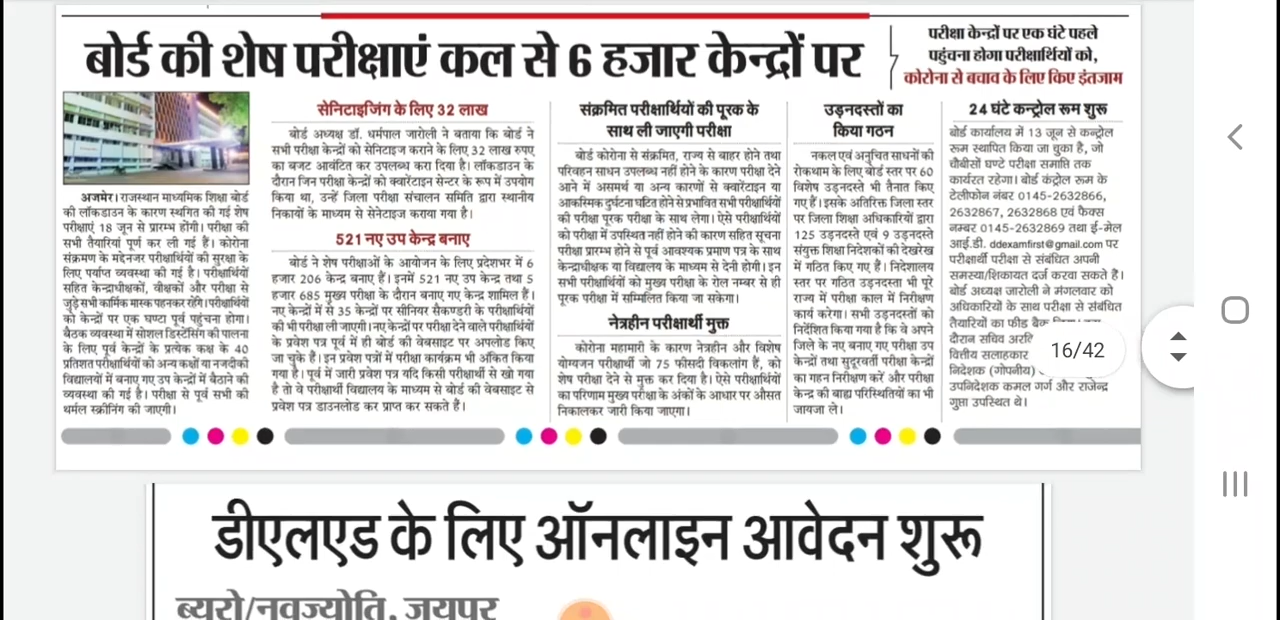 बोर्ड की शेष परीक्षाएं कल से 6 हजार केन्द्रों पर
परीक्षा केन्द्रों पर एक घंटे पहले
पहुंचना होगा परीक्षार्थियों को,
कोरोना से बचाव के लिए किए इंतजाम
अजमेर। राजस्थान माध्यमिक शिक्षा बोर्ड
की लॉकडाउन के कारण स्थगित की गई शेष
परीक्षाएं 18 जून से प्रारम्भ होंगी। परीक्षा की
सभी तैयारियां पूर्ण कर ली गई हैं। कोरोना
संक्रमण के मद्देनजर परीक्षार्थियों की सुरक्षा के
लिए पर्याप्त व्यवस्था की गई है। परीक्षार्थियों
सहित केन्द्राधीक्षकों, वीक्षकों और परीक्षा से
जुड़े सभी कार्मिक मास्क पहनकर रहेंगे। परीक्षार्थियों
को केन्द्रों पर एक घण्टा पूर्व पहुंचना होगा।
बैठक व्यवस्था में सोशल डिस्टेंसिंग की पालना
के लिए पूर्व केन्द्रों के प्रत्येक कक्ष के 40
प्रतिशत परीक्षार्थियों को अन्य कक्षों या नजदीकी
विद्यालयों में बनाए गए उप केन्द्रों में बैठाने की
व्यवस्था की गई है। परीक्षा से पूर्व सभी की
थर्मल स्क्रीनिंग की जाएगी।
सेनिटाइजिंग के लिए 32 लाख
बोर्ड अध्यक्ष डॉ. धर्मपाल जारोली ने बताया कि बोर्ड ने
सभी परीक्षा केन्द्रों को सेनिटाइज कराने के लिए 32 लाख रुपए
का बजट आवंटित कर उपलब्ध करा दिया है। लॉकडाउन के
दौरान जिन परीक्षा केन्द्रों को क्वारेंटाइन सेन्टर के रूप में उपयोग
किया था, उन्हें जिला परीक्षा संचालन समिति द्वारा स्थानीय
निकायों के माध्यम से सेनेटाइज कराया गया है।
521 नए उप केन्द्र बनाए
बोर्ड ने शेष परीक्षाओं के आयोजन के लिए प्रदेशभर में 6
हजार 206 केन्द्र बनाए हैं। इनमें 521 नए उप केन्द्र तथा 5
हजार 685 मुख्य परीक्षा के दौरान बनाए गए केन्द्र शामिल हैं।
नए केन्द्रों में से 35 केन्द्रों पर सीनियर सैकण्डरी के परीक्षार्थियों
की भी परीक्षा ली जाएगी। नए केन्द्रों पर परीक्षा देने वाले परीक्षार्थियों
के प्रवेश पत्र पूर्व में ही बोर्ड की वेबसाइट पर अपलोड किए
जा चुके हैं। इन प्रवेश पत्रों में परीक्षा कार्यक्रम भी अंकित किया
गया है। पूर्व में जारी प्रवेश पत्र यदि किसी परीक्षार्थी से खो गया
है तो वे परीक्षार्थी विद्यालय के माध्यम से बोर्ड की वेबसाइट से
प्रवेश पत्र डाउनलोड कर प्राप्त कर सकते हैं।
संक्रमित परीक्षार्थियों की पूरक के
साथ ली जाएगी परीक्षा
बोर्ड कोरोना से संक्रमित, राज्य से बाहर होने तथा
परिवहन साधन उपलब्ध नहीं होने के कारण परीक्षा देने
आने में असमर्थ या अन्य कारणों से क्वारेटाइन या
आकस्मिक दुर्घटना घटित होने से प्रभावित सभी परीक्षार्थियों
की परीक्षा पूरक परीक्षा के साथ लेगा। ऐसे परीक्षार्थियों
को परीक्षा में उपस्थित नहीं होने की कारण सहित सूचना
परीक्षा प्रारम्भ होने से पूर्व आवश्यक प्रमाण पत्र के साथ
केन्द्राधीक्षक या विद्यालय के माध्यम से देनी होगी। इन
सभी परीक्षार्थियों को मुख्य परीक्षा के रोल नम्बर से ही
पूरक परीक्षा में सम्मिलित किया जा सकेगा।
नेत्रहीन परीक्षार्थी मुक्त
कोरोना महामारी के कारण नेत्रहीन और विशेष
योग्यजन परीक्षार्थी जो 75 फीसदी विकलांग हैं, को
शेष परीक्षा देने से मुक्त कर दिया है। ऐसे परीक्षार्थियों
का परिणाम मुख्य परीक्षा के अंकों के आधार पर औसत
निकालकर जारी किया जाएगा।
उड़नदस्तों का
किया गठन
नकल एवं अनुचित साधनों की
रोकथाम के लिए बोर्ड स्तर पर 60
विशेष उड़नदस्ते भी तैनात किए
गए हैं। इसके अतिरिक्त जिला स्तर
पर जिला शिक्षा अधिकारियों द्वारा
125 उड़नदस्ते एवं 9 उड़नदस्ते
संयुक्त शिक्षा निदेशकों की देखरेख
में गठित किए गए हैं। निदेशालय
स्तर पर गठित उड़नदस्ता भी पूरे
राज्य में परीक्षा काल में निरीक्षण
कार्य करेगा। सभी उड़नदस्तों को
निर्देशित किया गया है कि वे अपने
जिले के नए बनाए गए परीक्षा उप
केन्द्रों तथा सुदूरवर्ती परीक्षा केन्द्रों
का गहन निरीक्षण करें और परीक्षा
केन्द्र की बाह्य परिस्थितियों का भी
जायजा ले।
24 घंटे कन्ट्रोल रूम शुरू
बोर्ड कार्यालय में 13 जून से कन्ट्रोल
रूम स्थापित किया जा चुका है, जो
चौबीसों घण्टे परीक्षा समाप्ति तक
कार्यरत रहेगा। बोर्ड कंट्रोल रूम के
टेलीफोन नंबर 0145-2632866,
2632867, 2632868 एवं फैक्स
नम्बर 0145-2632869 तथा ई-मेल
आई.डी. ddexamfirst@gmail.com पर
परीक्षार्थी परीक्षा से संबंधित अपनी
समस्या/शिकायत दर्ज करवा सकते हैं।
बोर्ड अध्यक्ष जारोली ने मंगलवार को
अधिकारियों के साथ परीक्षा से संबंधित
तैयारियों का फीड बैक
दौरान सचिव
वित्तीय सलाहकार
निदेशक (गोपनीय)
उपनिदेशक कमल गर्ग और राजेन्द्र
गुप्ता उपस्थित थे।
16/42
डीएलएड के लिए ऑनलाइन आवेदन शुरू
ब्यूरो/नवज्योति, जयपुर